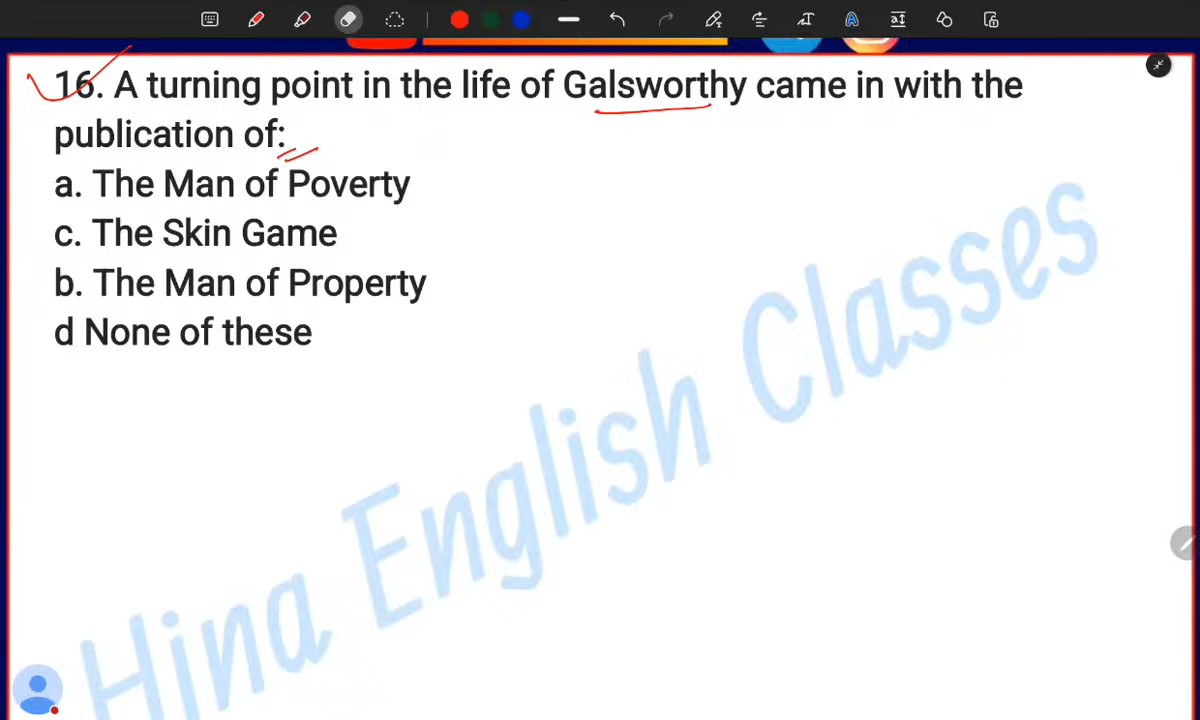 16. A turning point in the life of Galsworthy came in with the
publication of:
a. The Man of Poverty
c. The Skin Game
b. The Man of Property
d None of these
Hina English Classes